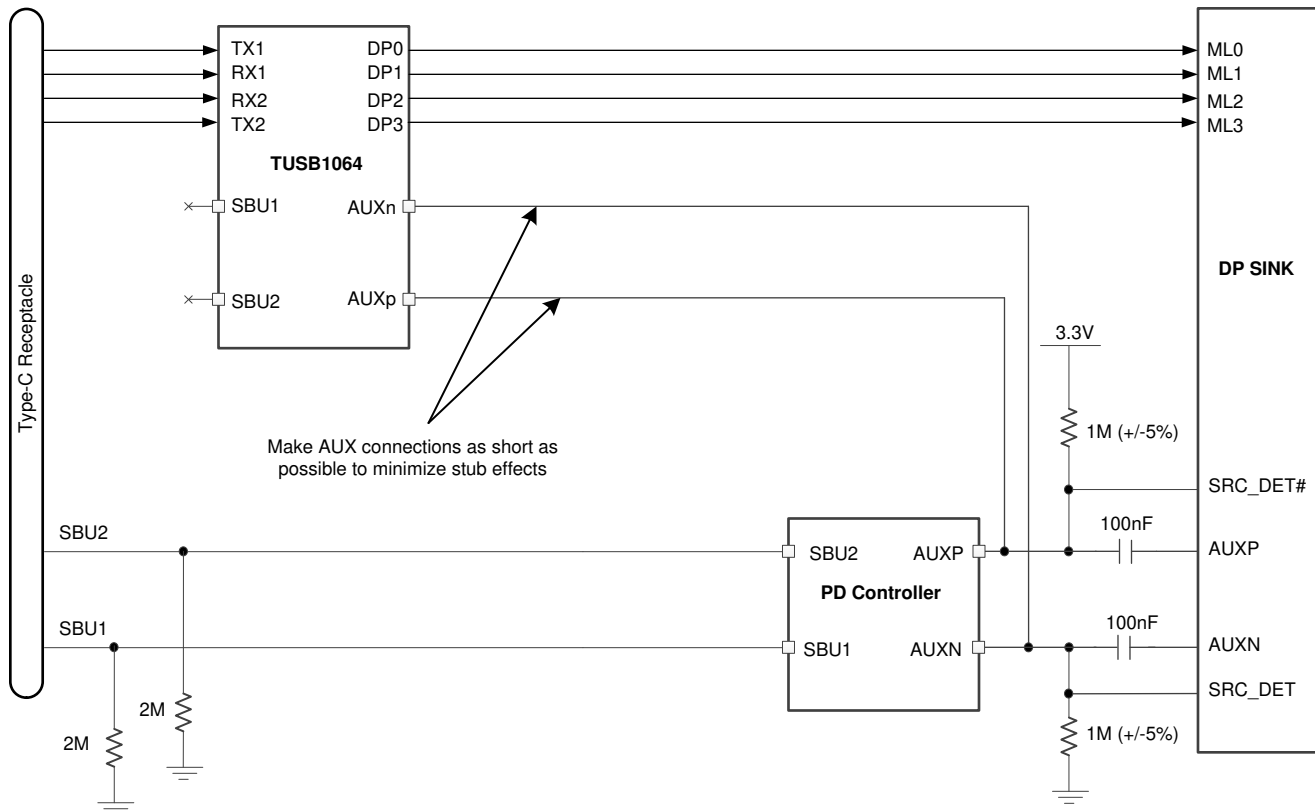 TX1
DP0
ML0
RX1
DP1
ML1
RX2
DP2
ML2
TX2
DP3
ML3
TUSB1064
SBU1
AUXn
SBU2
AUXp
Type-C Receptacle
DP SINK
3.3V
1M (+/-5%)
Make AUX connections as short as
possible to minimize stub effects
SRC_DET#
100nF
SBU2
SBU2
AUXP
AUXP
PD Controller
100nF
SBU1
SBU1
AUXN
AUXN
SRC_DET
2M
2M
1M (+/-5%)